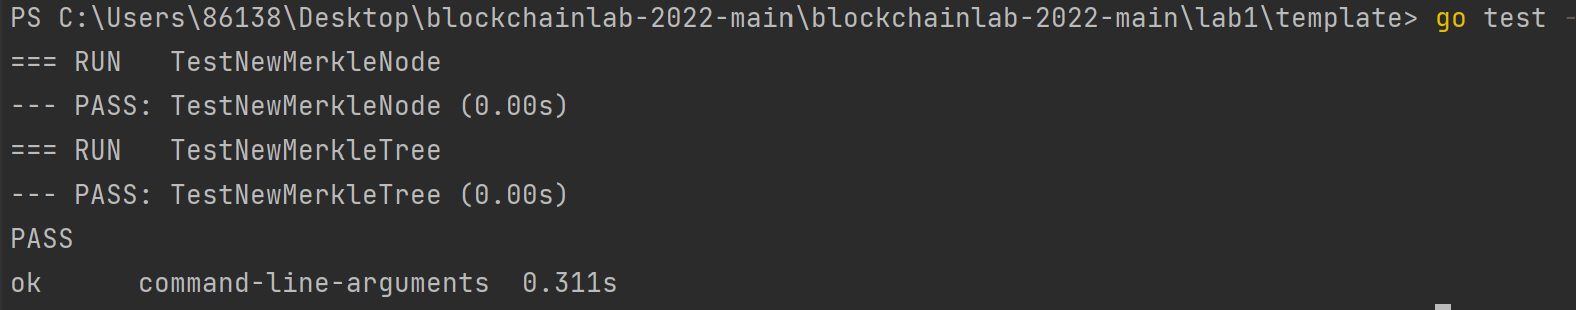 PS C:\Users\86138\Desktop\blockchainlab-2022-main\blockchainlab-2022-main\lab1\template> go test -
=== RUN   TestNewMerkleNode
--- PASS: TestNewMerkleNode (0.00s)
=== RUN   TestNewMerkleTree
--- PASS: TestNewMerkleTree (0.00s)
PASS
ok      command-line-arguments  0.311s